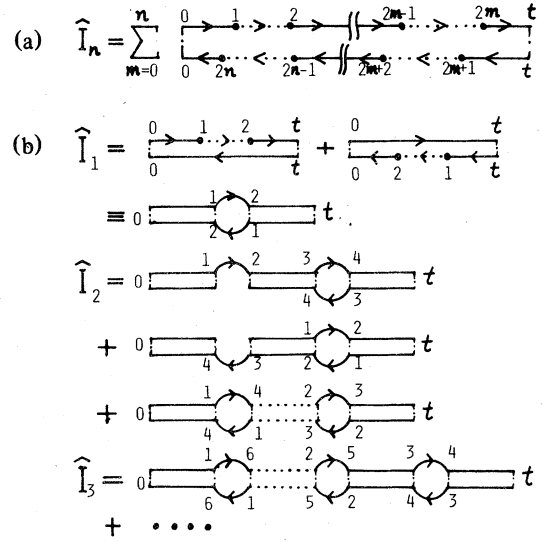 n t
(a) Î_n = Σ 0 1 2 2m-1 2m
m=0 0 2n 2n-1 2m+2 2m+1 t
0 1 2 t 0 t
(b) Î_1 = +
0 t 0 2 1 t
1 2
≡ 0 t
2 1
1 2 3 4
Î_2 = 0 t
4 3
1 2
+ 0 t
4 3 2 1
1 4 2 3
+ 0 t
4 1 3 2
1 6 2 5 3 4
Î_3 = 0 t
6 1 5 2 4 3
+ ....